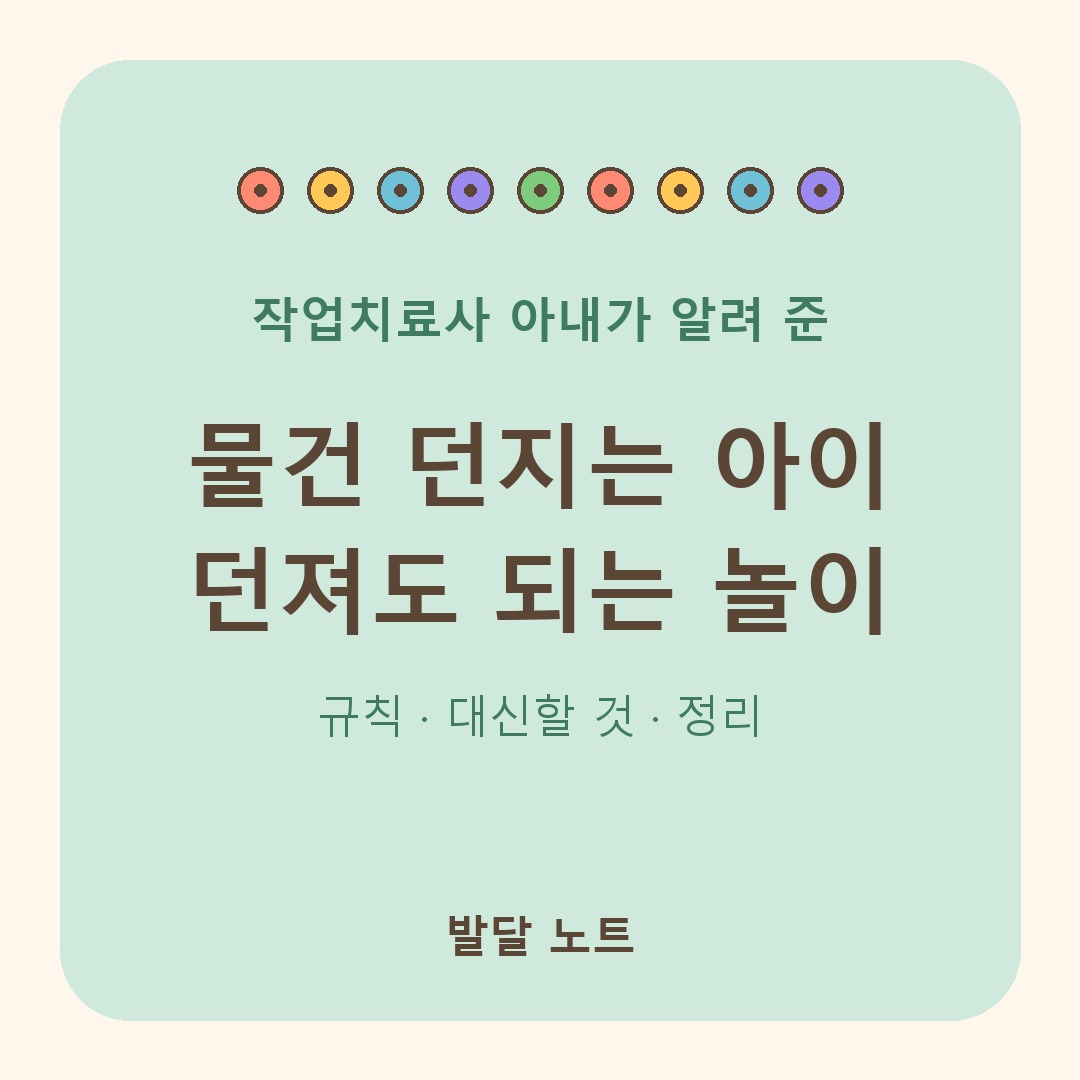 작업치료사 아내가 알려 준
물건 던지는 아이
던져도 되는 놀이
규칙 · 대신할 것 · 정리
발달 노트